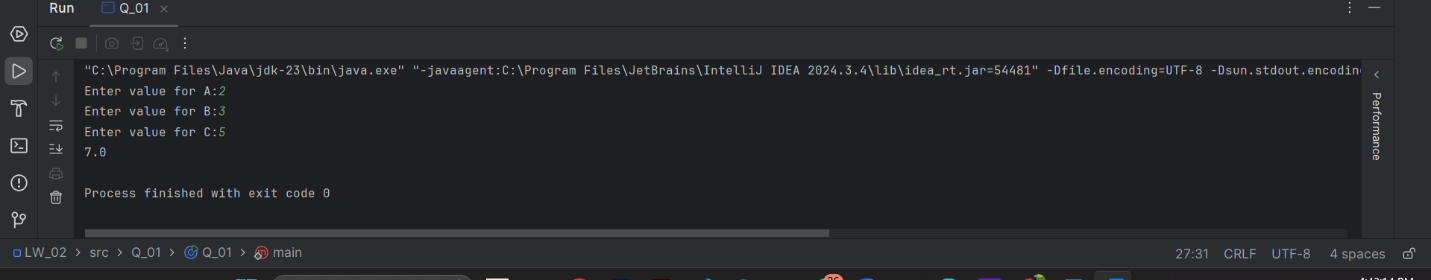 Run Q_01
"C:\Program Files\Java\jdk-23\bin\java.exe" "-javaagent:C:\Program Files\JetBrains\IntelliJ IDEA 2024.3.4\lib\idea_rt.jar=54481" -Dfile.encoding=UTF-8 -Dsun.stdout.encoding
Enter value for A:2
Enter value for B:3
Enter value for C:5
7.0
Process finished with exit code 0
Performance
LW_02 > src > Q_01 > Q_01 > main 27:31 CRLF UTF-8 4 spaces